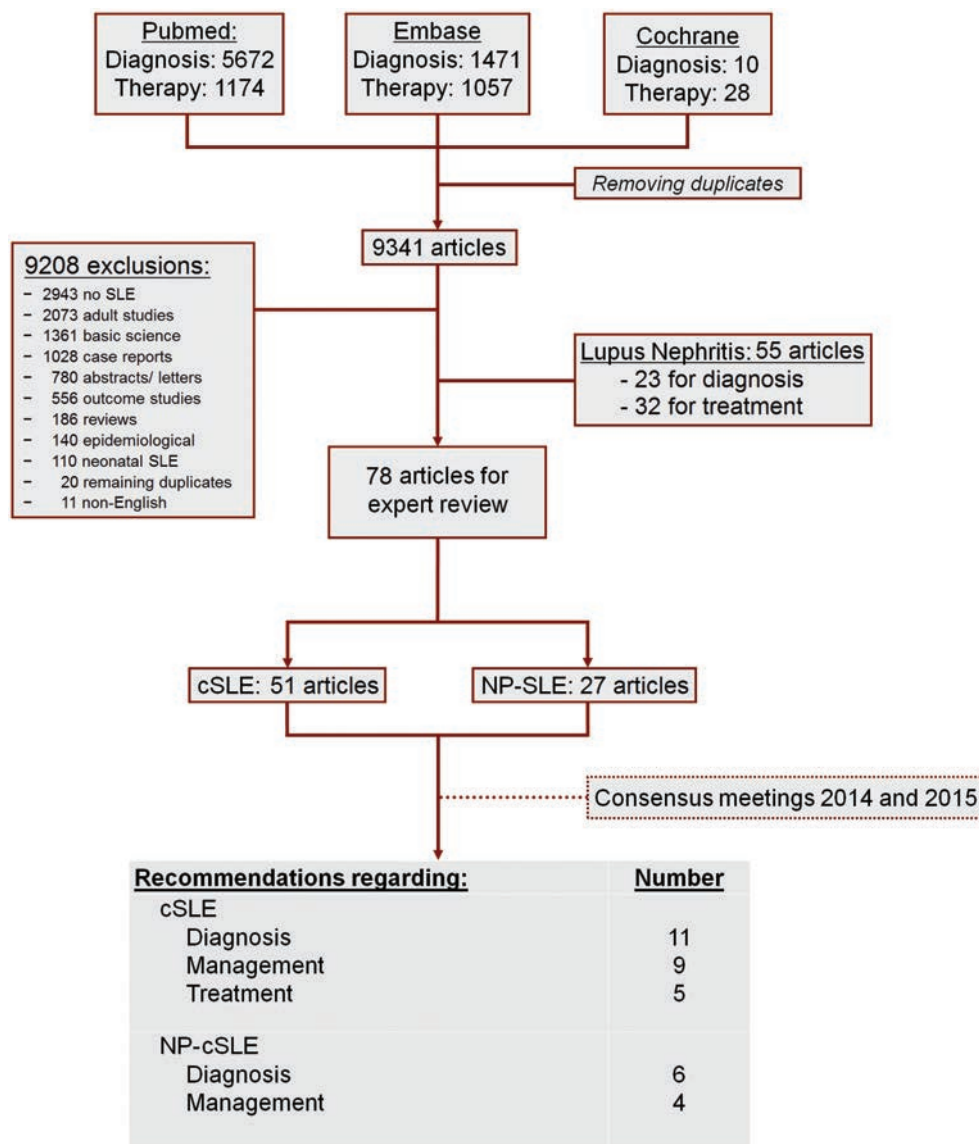 Pubmed:
Diagnosis: 5672
Therapy: 1174
Embase
Diagnosis: 1471
Therapy: 1057
Cochrane
Diagnosis: 10
Therapy: 28
Removing duplicates
9341 articles
9208 exclusions:
− 2943 no SLE
− 2073 adult studies
− 1361 basic science
− 1028 case reports
− 780 abstracts/ letters
− 556 outcome studies
− 186 reviews
− 140 epidemiological
− 110 neonatal SLE
− 20 remaining duplicates
− 11 non-English
Lupus Nephritis: 55 articles
- 23 for diagnosis
- 32 for treatment
78 articles for
expert review
cSLE: 51 articles
NP-SLE: 27 articles
Consensus meetings 2014 and 2015
Recommendations regarding: Number
cSLE
Diagnosis 11
Management 9
Treatment 5
NP-cSLE
Diagnosis 6
Management 4